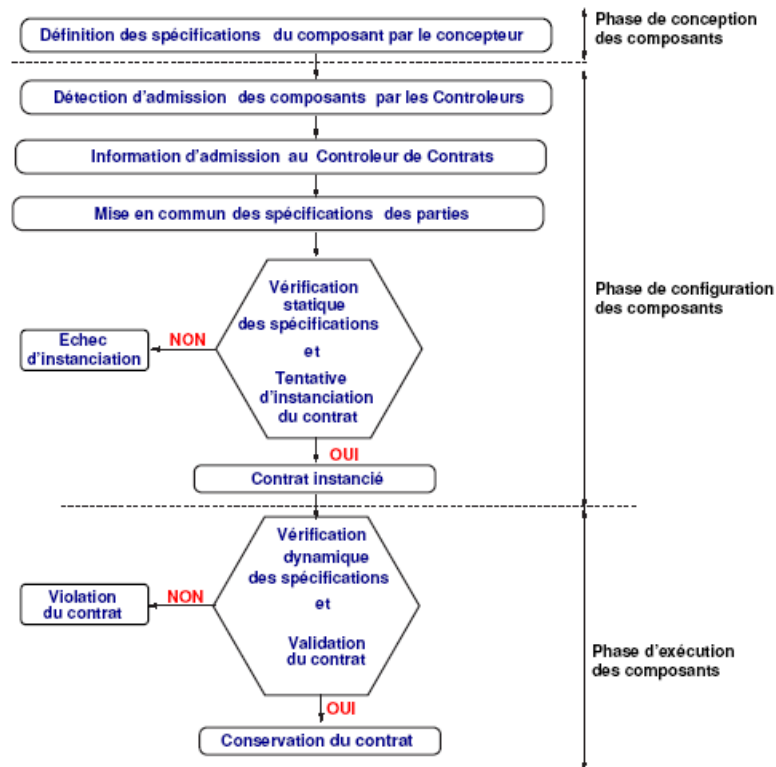 Définition des spécifications du composant par le concepteur
Phase de conception
des composants
Détection d'admission des composants par les Controleurs
Information d'admission au Controleur de Contrats
Mise en commun des spécifications des parties
Vérification
statique
des spécifications
et
Tentative
d'instanciation
du contrat
NON
Echec
d'instanciation
Phase de configuration
des composants
OUI
Contrat instancié
Vérification
dynamique
des spécifications
et
Validation
du contrat
NON
Violation
du contrat
Phase d'exécution
des composants
OUI
Conservation du contrat